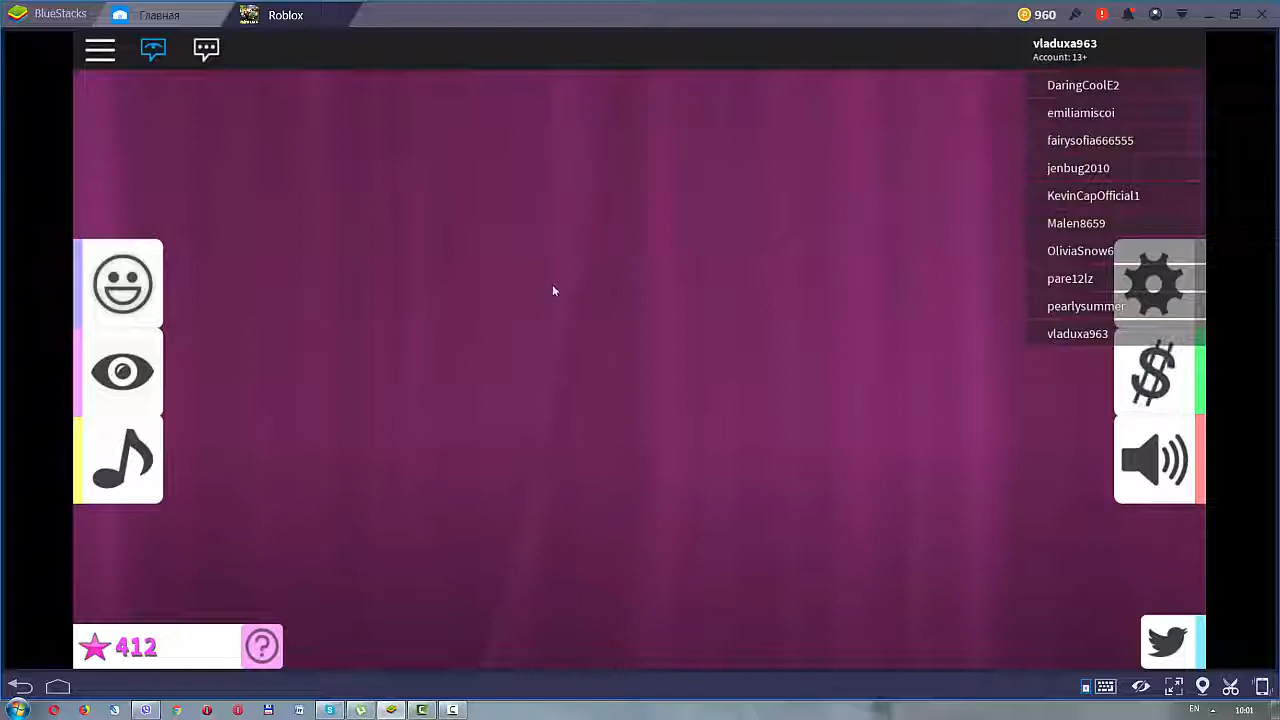 BlueStacks
Главная
Roblox
960
vladuxa963
Account: 13+
DaringCoolE2
emiliamiscoi
fairysofia666555
jenbug2010
KevinCapOfficial1
Malen8659
OliviaSnow6
pare12lz
pearlysummer
vladuxa963
412
EN
10:01